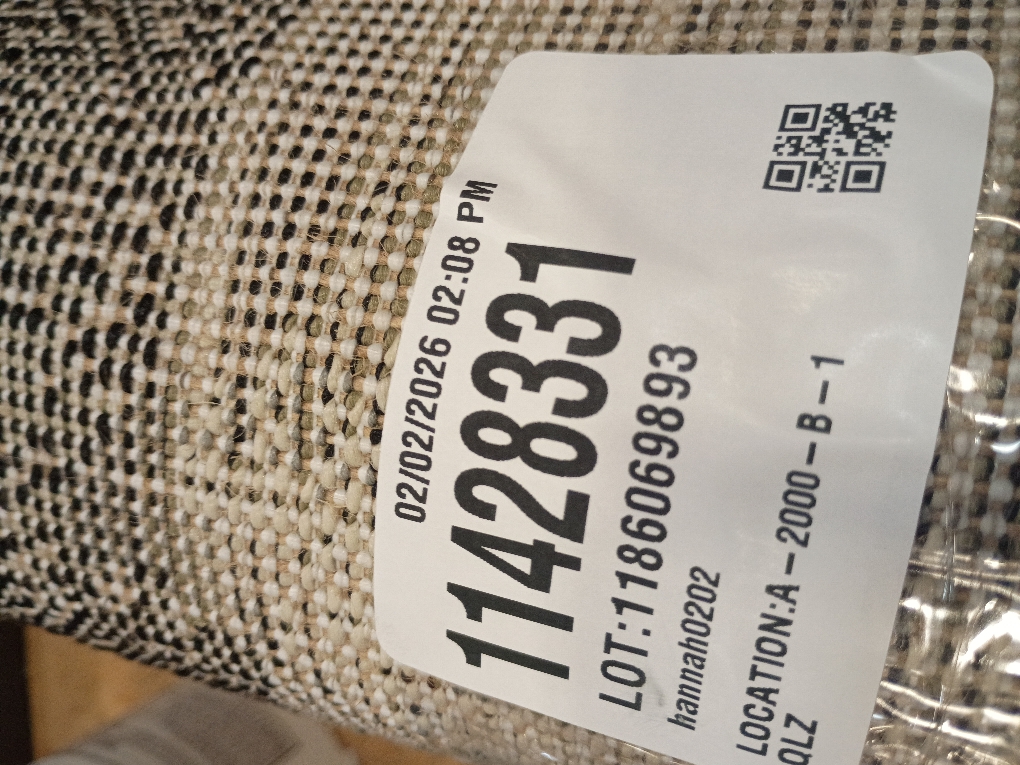 02/02/2026 02:08 PM
11428331
LOT:1186069893
hannah0202
LOCATION:A-2000-B-1
QLZ